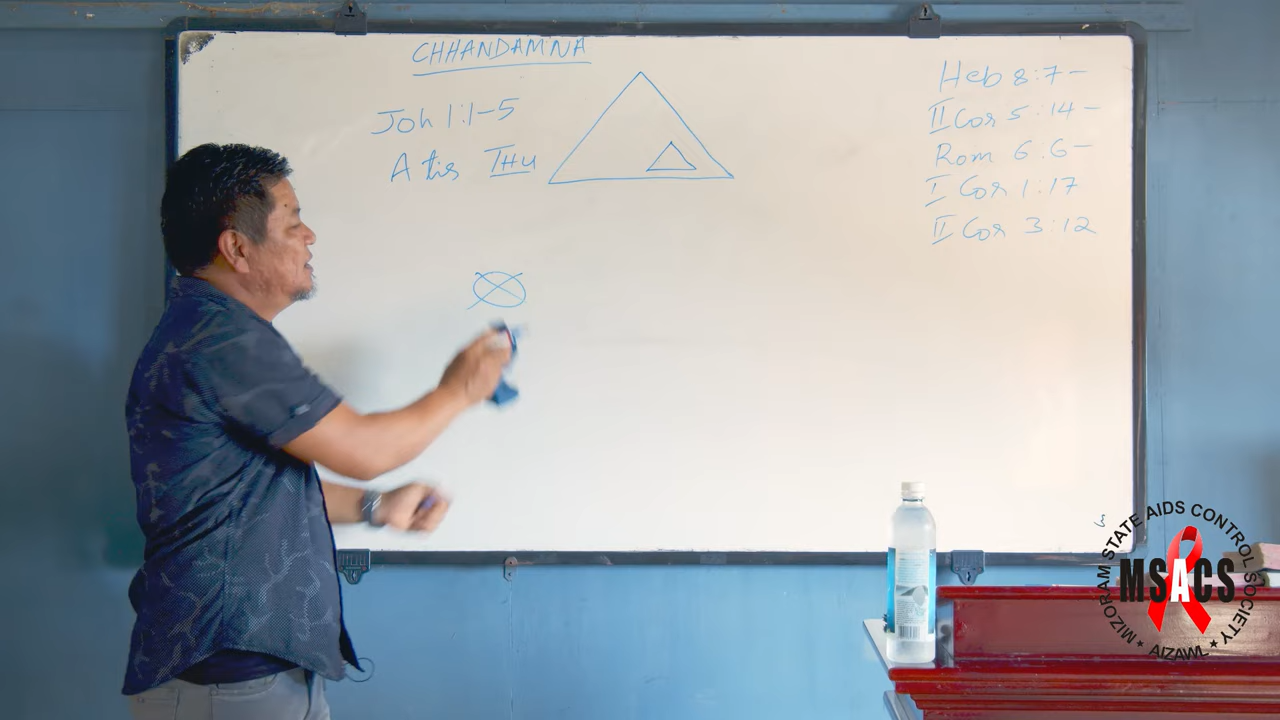 CHHANDAMNA
Joh 1:1-5
A tir THU
Heb 8:7-
II Cor 5:14-
Rom 6:6-
I Cor 1:17
II Cor 3:12
MIZORAM STATE AIDS CONTROL SOCIETY
MSACS
AIZAWL